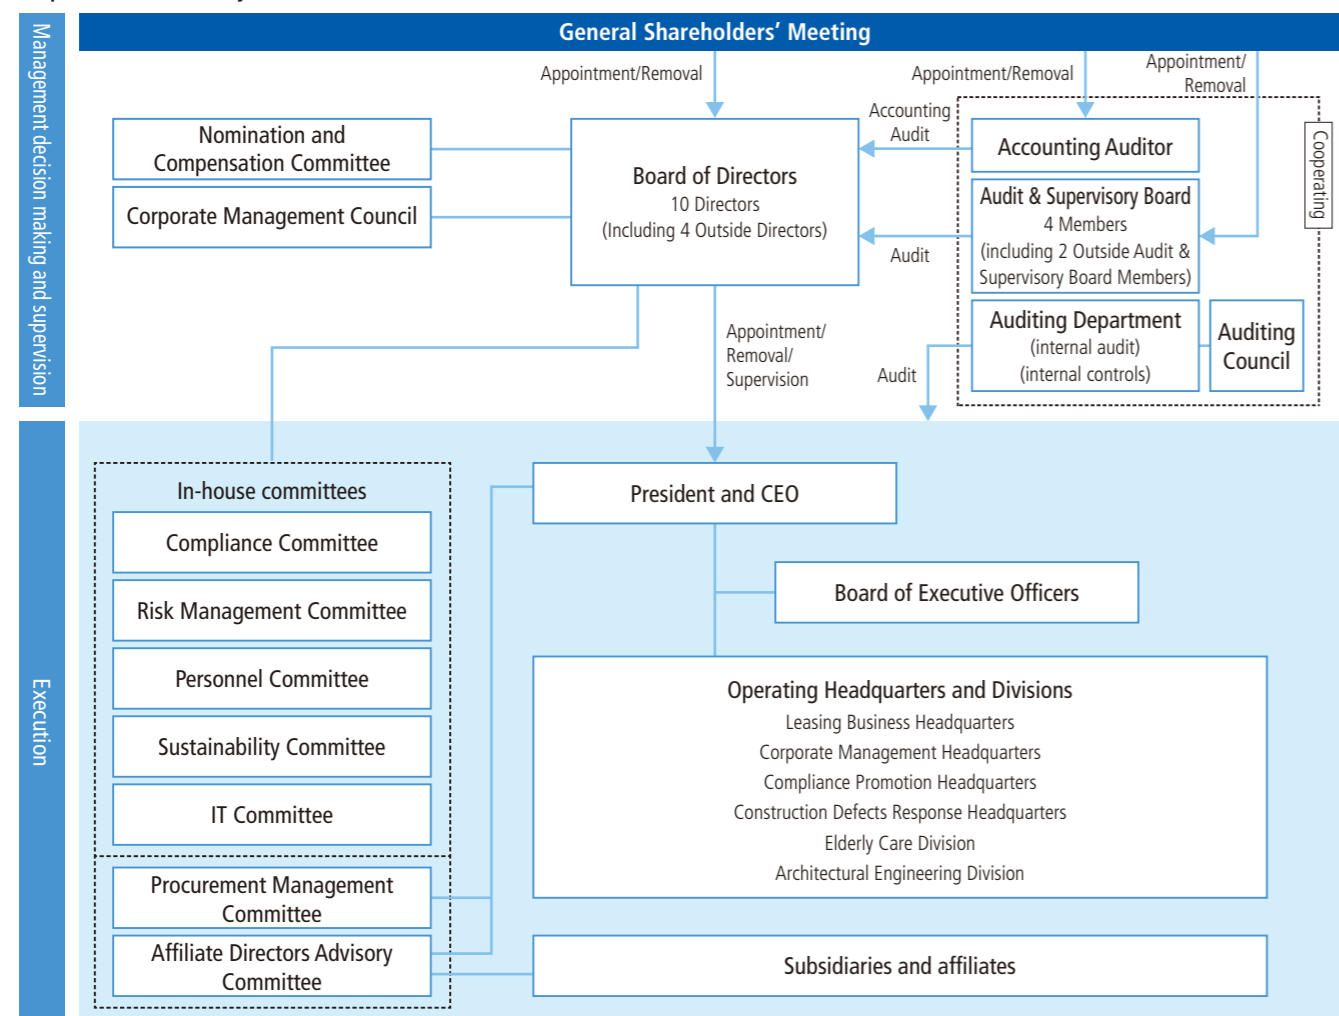 General Shareholders' Meeting
Management decision making and supervision
Appointment/Removal
Appointment/Removal
Appointment/
Removal
Nomination and
Compensation Committee
Corporate Management Council
Board of Directors
10 Directors
(Including 4 Outside Directors)
Accounting
Audit
Audit
Accounting Auditor
Audit & Supervisory Board
4 Members
(including 2 Outside Audit &
Supervisory Board Members)
Cooperating
Auditing Department
(internal audit)
(internal controls)
Auditing
Council
Appointment/
Removal/
Supervision
Audit
Execution
In-house committees
Compliance Committee
Risk Management Committee
Personnel Committee
Sustainability Committee
IT Committee
Procurement Management
Committee
Affiliate Directors Advisory
Committee
President and CEO
Board of Executive Officers
Operating Headquarters and Divisions
Leasing Business Headquarters
Corporate Management Headquarters
Compliance Promotion Headquarters
Construction Defects Response Headquarters
Elderly Care Division
Architectural Engineering Division
Subsidiaries and affiliates